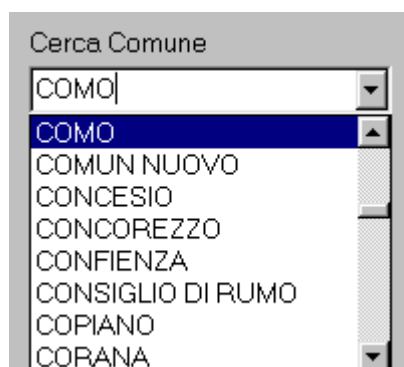 Cerca Comune
COMO
COMO
COMUN NUOVO
CONCESIO
CONCOREZZO
CONFIENZA
CONSIGLIO DI RUMO
COPIANO
CORANA